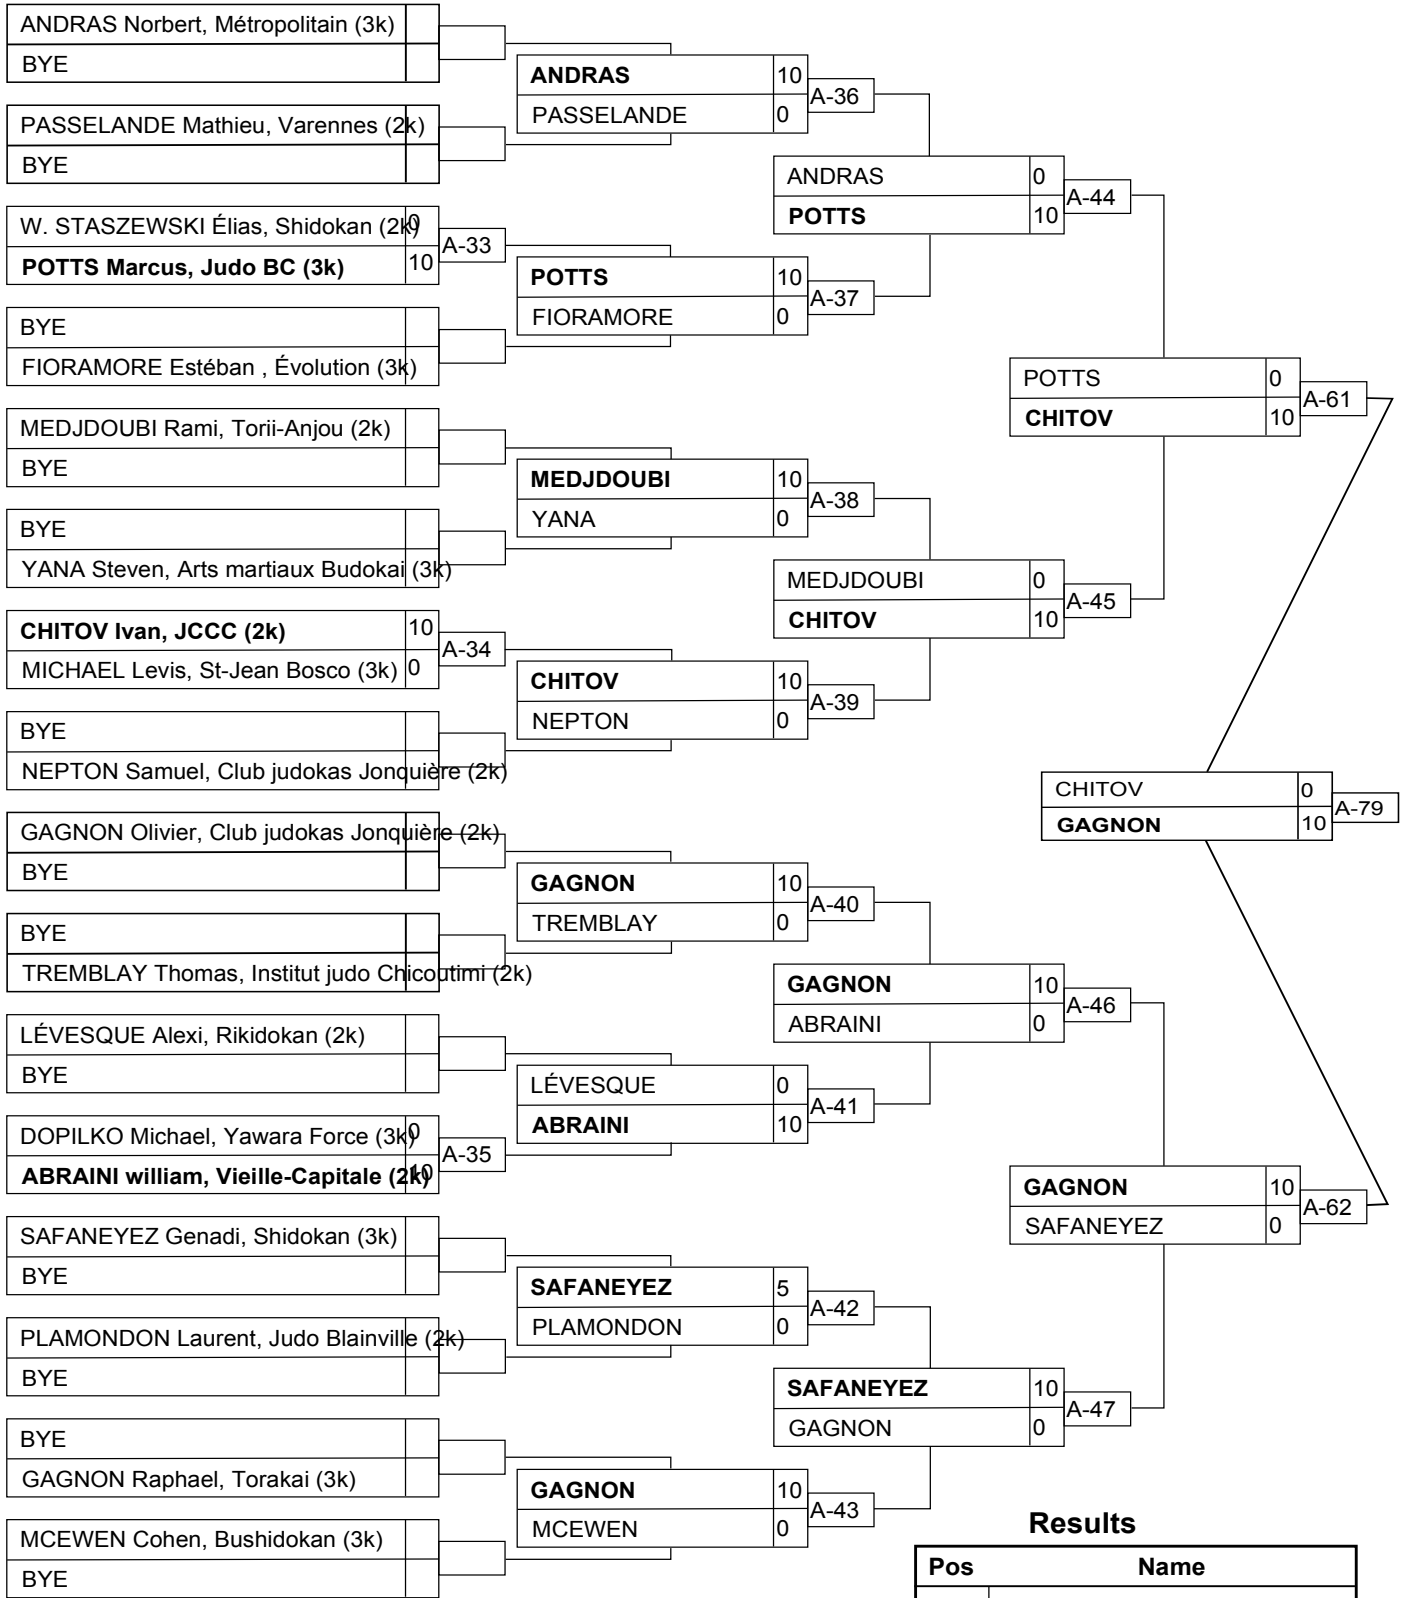 ANDRAS Norbert, Métropolitain (3k)
BYE
PASSELANDE Mathieu, Varennes (2k)
BYE
W. STASZEWSKI Élias, Shidokan (2k) 0
POTTS Marcus, Judo BC (3k) 10
A-33
BYE
FIORAMORE Estéban , Évolution (3k)
MEDJDOUBI Rami, Torii-Anjou (2k)
BYE
BYE
YANA Steven, Arts martiaux Budokai (3k)
CHITOV Ivan, JCCC (2k) 10
MICHAEL Levis, St-Jean Bosco (3k) 0
A-34
BYE
NEPTON Samuel, Club judokas Jonquière (2k)
GAGNON Olivier, Club judokas Jonquière (2k)
BYE
BYE
TREMBLAY Thomas, Institut judo Chicoutimi (2k)
LÉVESQUE Alexi, Rikidokan (2k)
BYE
DOPILKO Michael, Yawara Force (3k) 0
ABRAINI william, Vieille-Capitale (2k) 10
A-35
SAFANEYEZ Genadi, Shidokan (3k)
BYE
PLAMONDON Laurent, Judo Blainville (2k)
BYE
BYE
GAGNON Raphael, Torakai (3k)
MCEWEN Cohen, Bushidokan (3k)
BYE
ANDRAS 10
PASSELANDE 0
A-36
POTTS 10
FIORAMORE 0
A-37
MEDJDOUBI 10
YANA 0
A-38
CHITOV 10
NEPTON 0
A-39
GAGNON 10
TREMBLAY 0
A-40
LÉVESQUE 0
ABRAINI 10
A-41
SAFANEYEZ 5
PLAMONDON 0
A-42
GAGNON 10
MCEWEN 0
A-43
ANDRAS 0
POTTS 10
A-44
MEDJDOUBI 0
CHITOV 10
A-45
GAGNON 10
ABRAINI 0
A-46
SAFANEYEZ 10
GAGNON 0
A-47
POTTS 0
CHITOV 10
A-61
GAGNON 10
SAFANEYEZ 0
A-62
CHITOV 0
GAGNON 10
A-79
Results
Pos Name